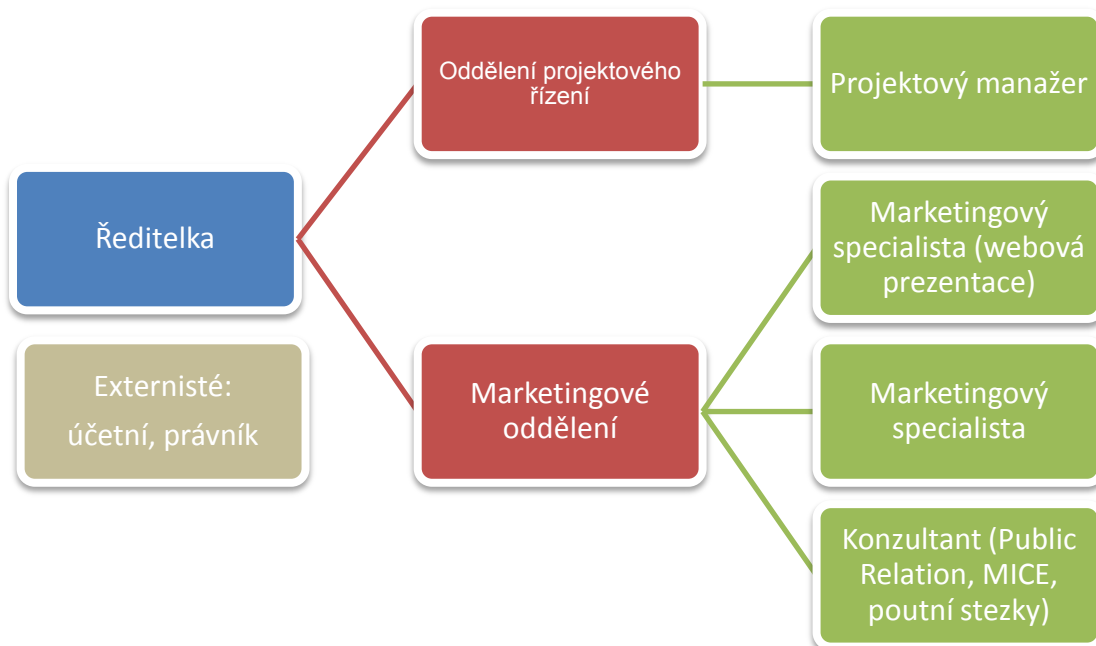 Oddělení projektového
řízení
Projektový manažer
Ředitelka
Marketingový
specialista (webová
prezentace)
Externisté:
účetní, právník
Marketingové
oddělení
Marketingový
specialista
Konzultant (Public
Relation, MICE,
poutní stezky)